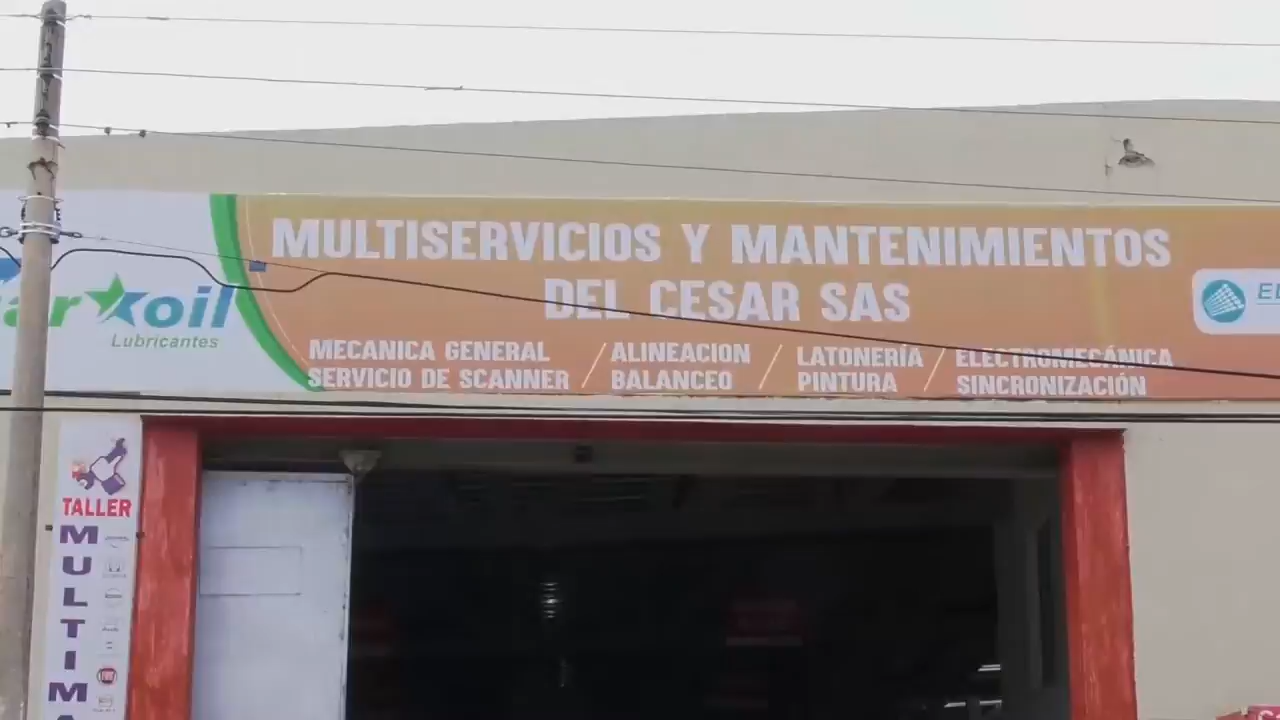 MULTISERVICIOS Y MANTENIMIENTOS
DEL CESAR SAS
MECANICA GENERAL / ALINEACION / LATONERÍA / ELECTROMECÁNICA
SERVICIO DE SCANNER BALANCEO PINTURA SINCRONIZACIÓN
oil
Lubricantes
TALLER